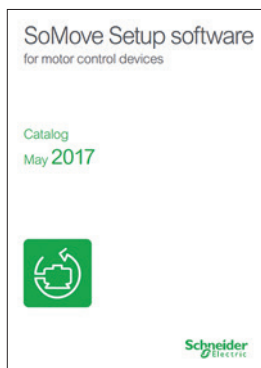 SoMove Setup software
for motor control devices
Catalog
May 2017
Schneider
Electric